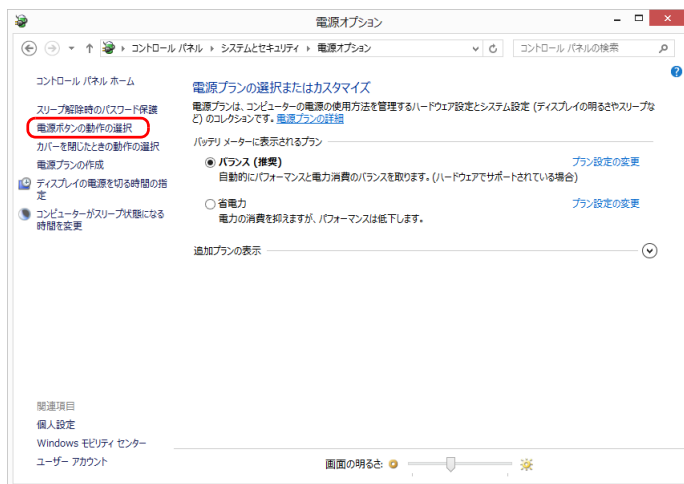 電源オプション
コントロール パネル ▸ システムとセキュリティ ▸ 電源オプション
コントロール パネルの検索
コントロール パネル ホーム
スリープ解除時のパスワード保護
電源ボタンの動作の選択
カバーを閉じたときの動作の選択
電源プランの作成
ディスプレイの電源を切る時間の指
定
コンピューターがスリープ状態になる
時間を変更
電源プランの選択またはカスタマイズ
電源プランは、コンピューターの電源の使用方法を管理するハードウェア設定とシステム設定 (ディスプレイの明るさやスリープな
ど) のコレクションです。電源プランの詳細
バッテリ メーターに表示されるプラン
バランス (推奨) プラン設定の変更
自動的にパフォーマンスと電力消費のバランスを取ります。(ハードウェアでサポートされている場合)
省電力 プラン設定の変更
電力の消費を抑えますが、パフォーマンスは低下します。
追加プランの表示
関連項目
個人設定
Windows モビリティ センター
ユーザー アカウント
画面の明るさ: